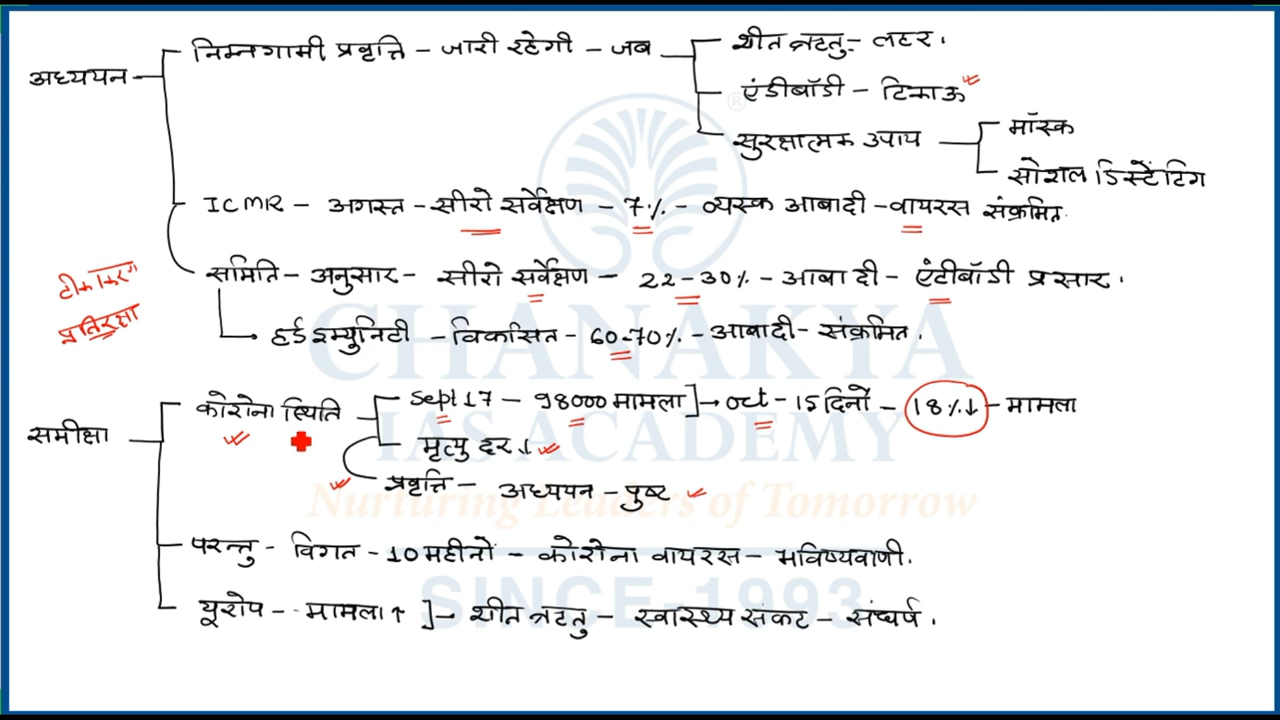 निम्नगामी प्रवृत्ति - जारी रहेगी - जब
शीत ऋतु - लहर.
अध्ययन
एंडीबॉडी - टिकाऊ
सुरक्षात्मक उपाय
मॉस्क
सोशल डिस्टेंटिग
ICMR - अगस्त - सीरो सर्वेक्षण - 7% - व्यस्क आबादी - वायरस संक्रमित.
समिति - अनुसार - सीरो सर्वेक्षण - 22-30% - आबादी - एंटीबॉडी प्रसार.
टीकाकरण
प्रतिरक्षा
हर्ड इम्युनिटी - विकसित - 60-70% - आबादी - संक्रमित.
CHANAKYA
कोरोना स्थिति
Sept 17 - 98000 मामला ] → Oct - 15 दिनों - 18%↓ - मामला
समीक्षा
IAS ACADEMY
मृत्यु दर ↓
प्रवृत्ति - अध्ययन - पुष्ट
Nurturing Leaders of Tomorrow
परन्तु - विगत - 10 महीनों - कोरोना वायरस - भविष्यवाणी.
SINCE-1993
यूरोप - मामला ↑ ] → शीत ऋतु - स्वास्थ्य संकट - संघर्ष.